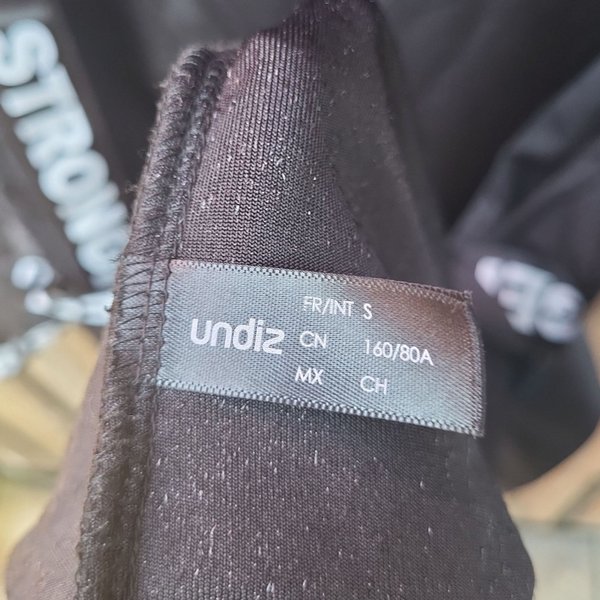 STRONG
undiz
FR/INT S
CN 160/80A
MX CH